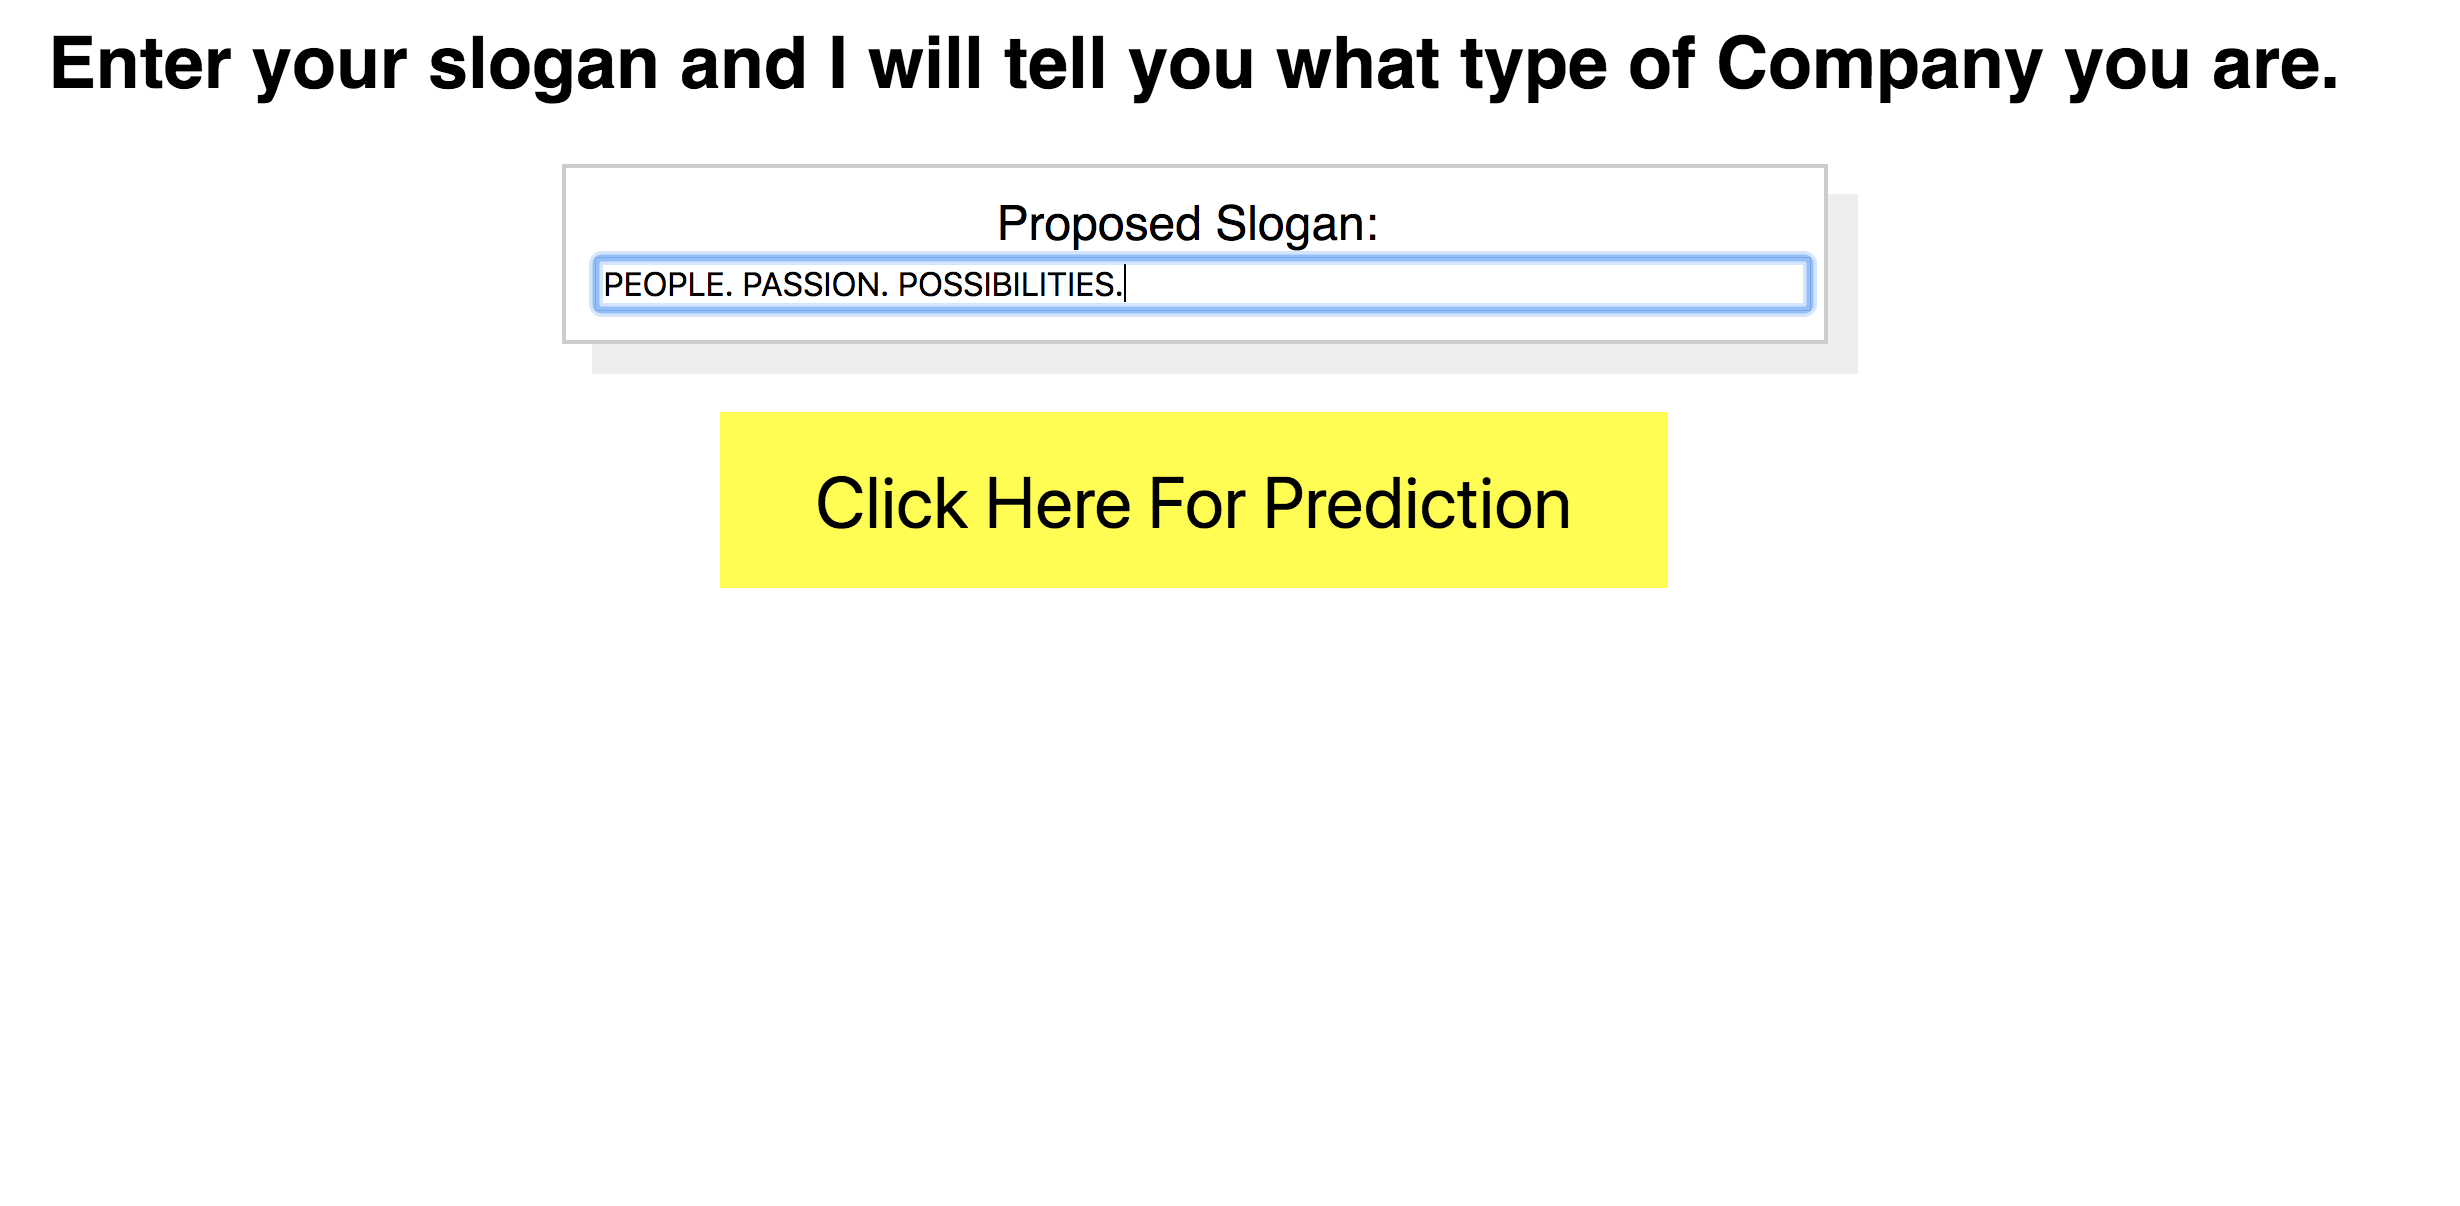 Enter your slogan and I will tell you what type of Company you are.
Proposed Slogan:
PEOPLE. PASSION. POSSIBILITIES.
Click Here For Prediction